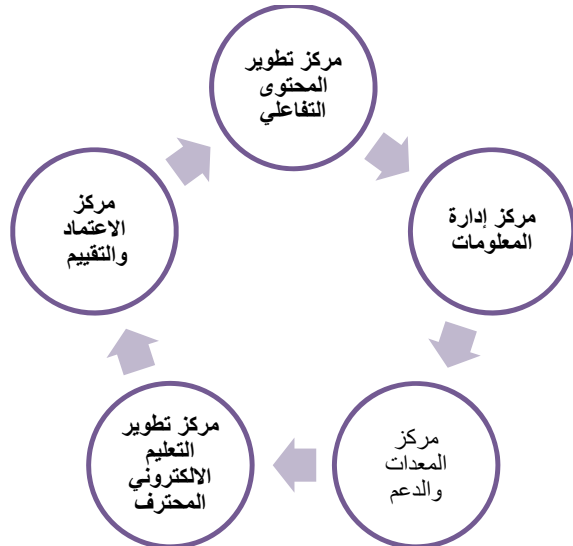 مركز تطوير
المحتوى
التفاعلي
مركز إدارة
المعلومات
مركز
المعدات
والدعم
مركز تطوير
التعليم
الالكتروني
المحترف
مركز
الاعتماد
والتقييم